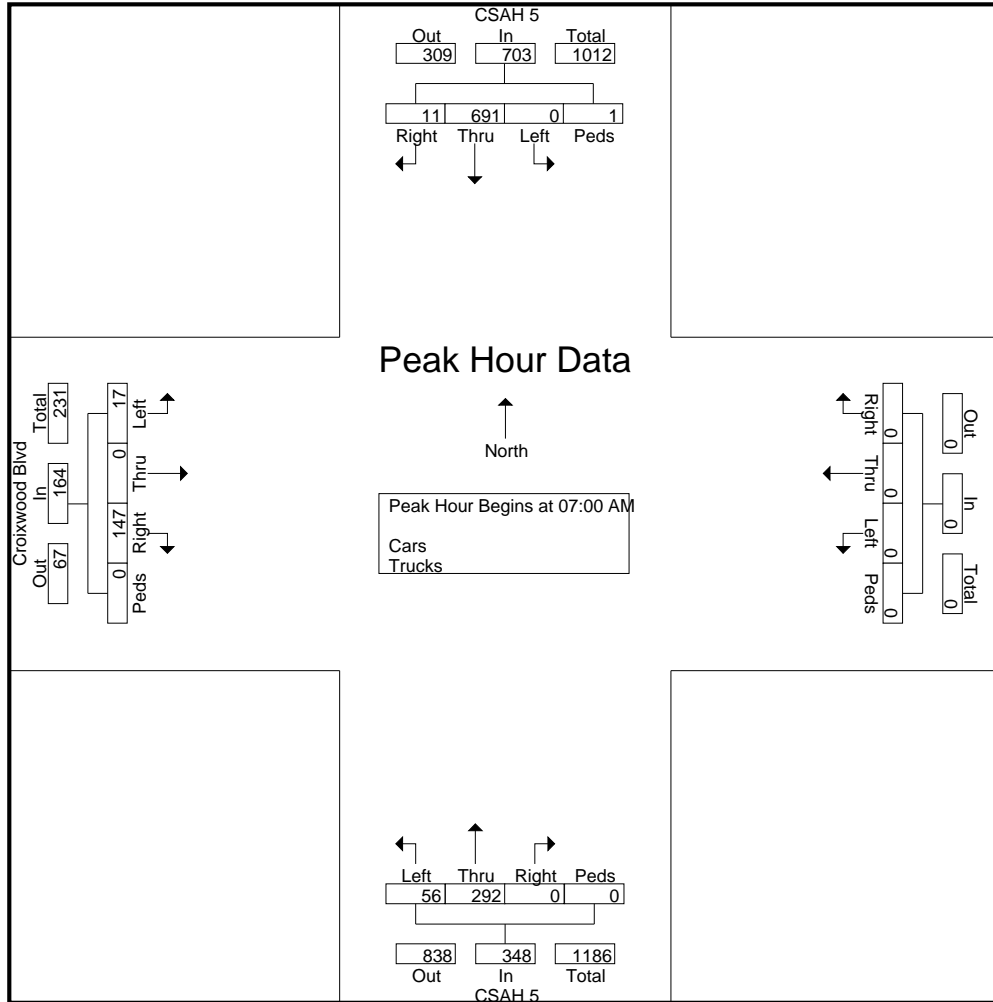 CSAH 5
Out In Total
309 703 1012
11 691 0 1
Right Thru Left Peds
Peak Hour Data
North
Peak Hour Begins at 07:00 AM
Cars
Trucks
Croixwood Blvd
Total In Out
231 164 67
17 0 147 0
Left Thru Right Peds
Right Thru Left Peds
0 0 0 0
Out In Total
0 0 0
Left Thru Right Peds
56 292 0 0
838 348 1186
Out In Total
CSAH 5